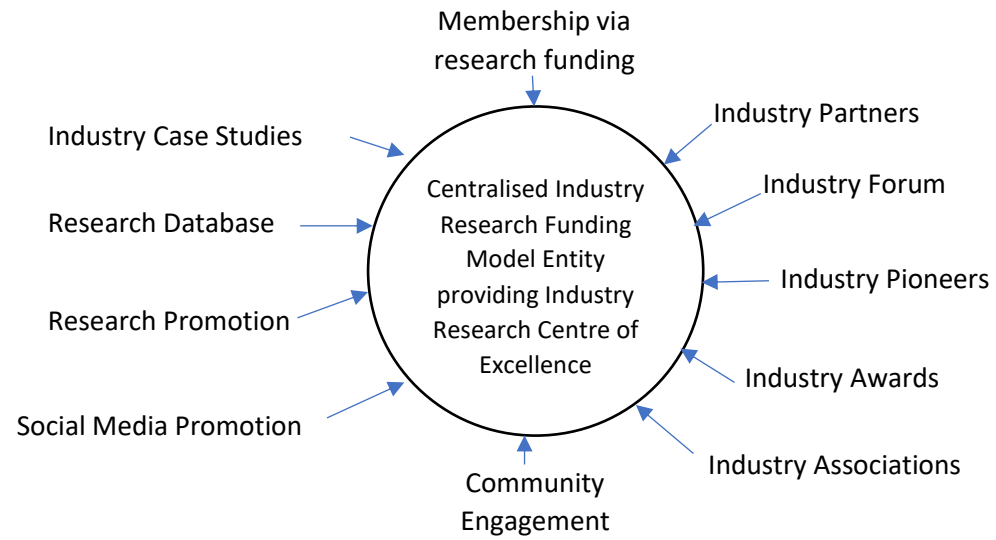 Membership via
research funding
Industry Partners
Industry Case Studies
Industry Forum
Centralised Industry
Research Funding
Model Entity
providing Industry
Research Centre of
Excellence
Research Database
Industry Pioneers
Research Promotion
Industry Awards
Social Media Promotion
Industry Associations
Community
Engagement